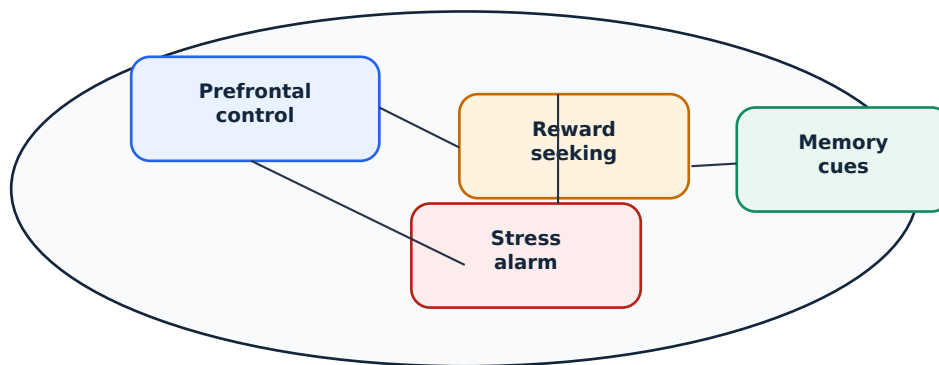 Prefrontal
control
Reward
seeking
Memory
cues
Stress
alarm